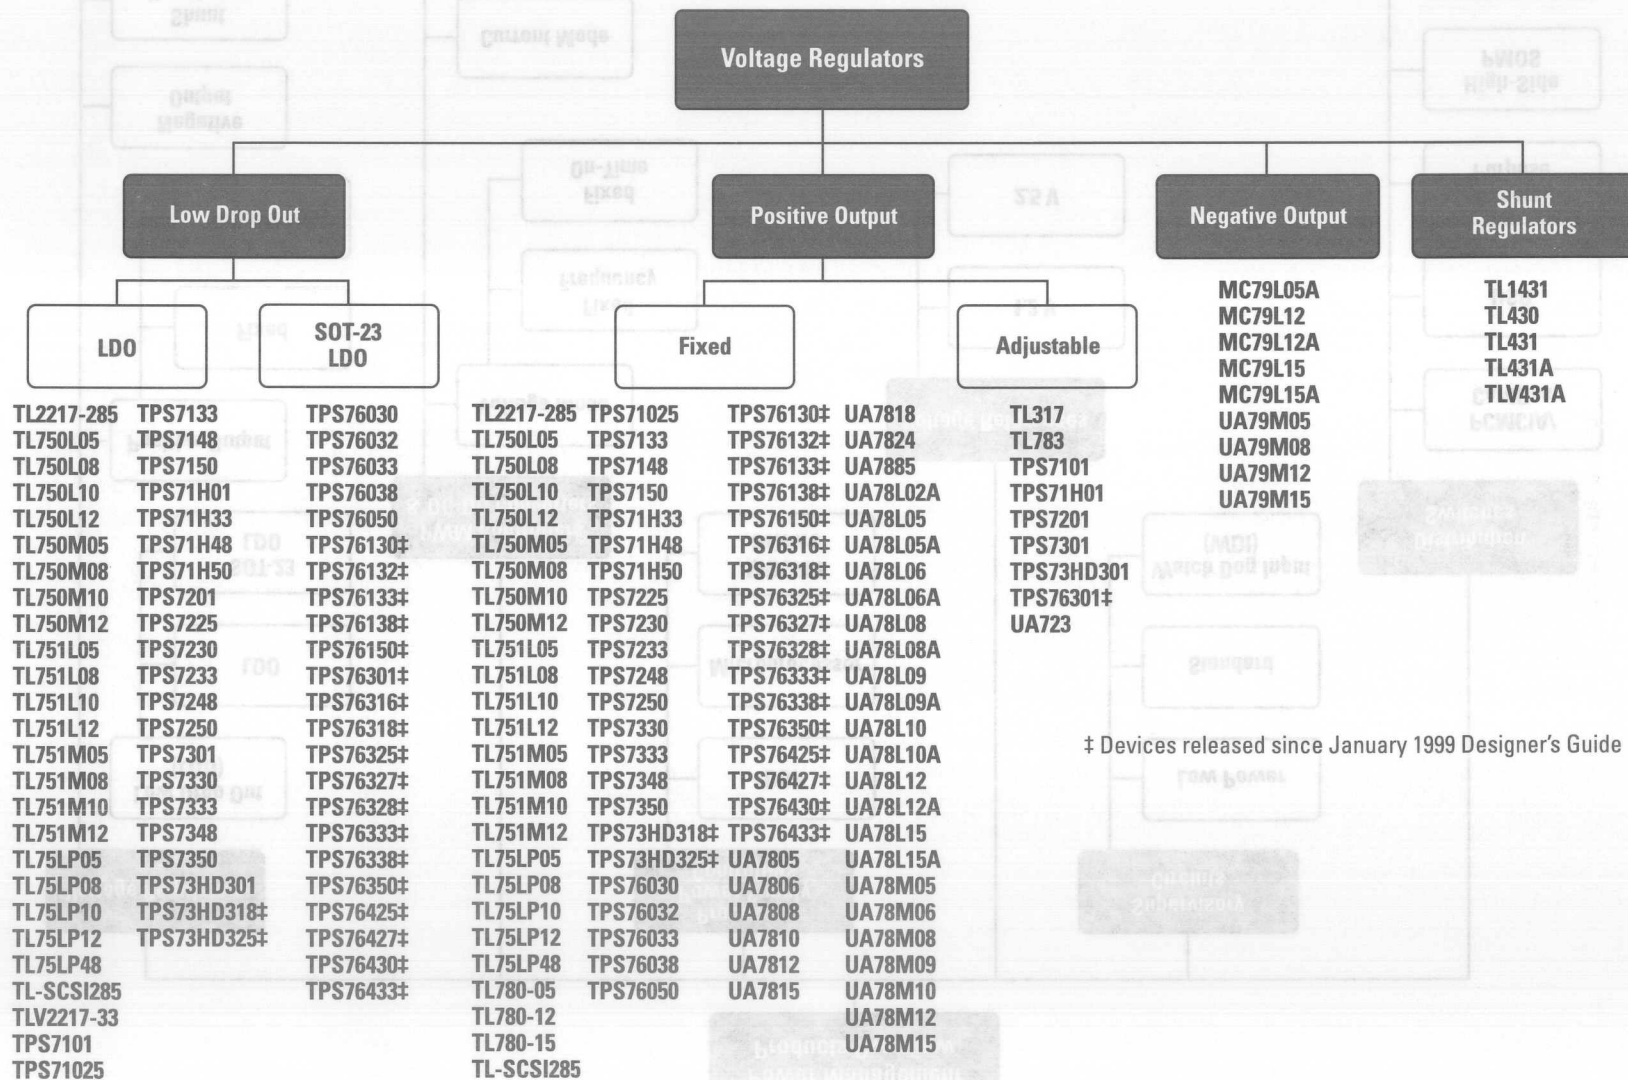 Voltage Regulators
Low Drop Out
Positive Output
Negative Output
Shunt
Regulators
LDO
SOT-23
LDO
Fixed
Adjustable
TL2217-285
TL750L05
TL750L08
TL750L10
TL750L12
TL750M05
TL750M08
TL750M10
TL750M12
TL751L05
TL751L08
TL751L10
TL751L12
TL751M05
TL751M08
TL751M10
TL751M12
TL75LP05
TL75LP08
TL75LP10
TL75LP12
TL75LP48
TL-SCSI285
TLV2217-33
TPS7101
TPS71025
TPS7133
TPS7148
TPS7150
TPS71H01
TPS71H33
TPS71H48
TPS71H50
TPS7201
TPS7225
TPS7230
TPS7233
TPS7248
TPS7250
TPS7301
TPS7330
TPS7333
TPS7348
TPS7350
TPS73HD301
TPS73HD318‡
TPS73HD325‡
TPS76030
TPS76032
TPS76033
TPS76038
TPS76050
TPS76130‡
TPS76132‡
TPS76133‡
TPS76138‡
TPS76150‡
TPS76301‡
TPS76316‡
TPS76318‡
TPS76325‡
TPS76327‡
TPS76328‡
TPS76333‡
TPS76338‡
TPS76350‡
TPS76425‡
TPS76427‡
TPS76430‡
TPS76433‡
TL2217-285
TL750L05
TL750L08
TL750L10
TL750L12
TL750M05
TL750M08
TL750M10
TL750M12
TL751L05
TL751L08
TL751L10
TL751L12
TL751M05
TL751M08
TL751M10
TL751M12
TL75LP05
TL75LP08
TL75LP10
TL75LP12
TL75LP48
TL780-05
TL780-12
TL780-15
TL-SCSI285
TPS71025
TPS7133
TPS7148
TPS7150
TPS71H33
TPS71H48
TPS71H50
TPS7225
TPS7230
TPS7233
TPS7248
TPS7250
TPS7330
TPS7333
TPS7348
TPS7350
TPS73HD318‡
TPS73HD325‡
TPS76030
TPS76032
TPS76033
TPS76038
TPS76050
TPS76130‡
TPS76132‡
TPS76133‡
TPS76138‡
TPS76150‡
TPS76316‡
TPS76318‡
TPS76325‡
TPS76327‡
TPS76328‡
TPS76333‡
TPS76338‡
TPS76350‡
TPS76425‡
TPS76427‡
TPS76430‡
TPS76433‡
UA7805
UA7806
UA7808
UA7810
UA7812
UA7815
UA7818
UA7824
UA7885
UA78L02A
UA78L05
UA78L05A
UA78L06
UA78L06A
UA78L08
UA78L08A
UA78L09
UA78L09A
UA78L10
UA78L10A
UA78L12
UA78L12A
UA78L15
UA78L15A
UA78M05
UA78M06
UA78M08
UA78M09
UA78M10
UA78M12
UA78M15
TL317
TL783
TPS7101
TPS71H01
TPS7201
TPS7301
TPS73HD301
TPS76301‡
UA723
MC79L05A
MC79L12
MC79L12A
MC79L15
MC79L15A
UA79M05
UA79M08
UA79M12
UA79M15
TL1431
TL430
TL431
TL431A
TLV431A
‡ Devices released since January 1999 Designer's Guide